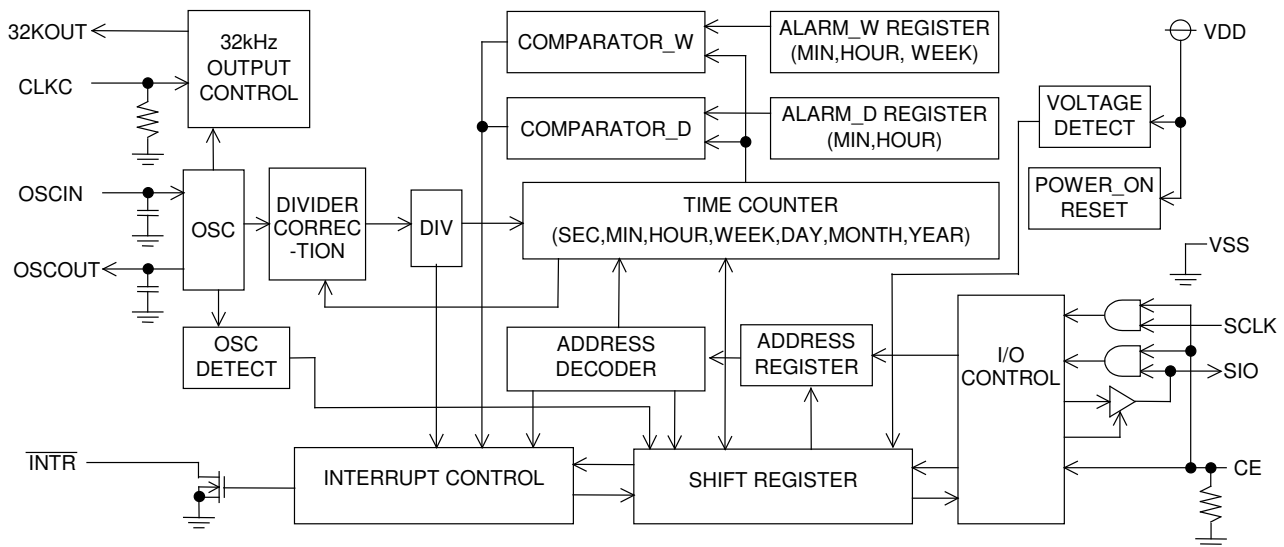 32KOUT
CLKC
32kHz
OUTPUT
CONTROL
COMPARATOR_W
ALARM_W REGISTER
(MIN,HOUR, WEEK)
VDD
COMPARATOR_D
ALARM_D REGISTER
(MIN,HOUR)
VOLTAGE
DETECT
POWER_ON
RESET
OSCIN
OSCOUT
OSC
DIVIDER
CORREC
-TION
DIV
TIME COUNTER
(SEC,MIN,HOUR,WEEK,DAY,MONTH,YEAR)
VSS
OSC
DETECT
ADDRESS
DECODER
ADDRESS
REGISTER
I/O
CONTROL
SCLK
SIO
INTR
INTERRUPT CONTROL
SHIFT REGISTER
CE